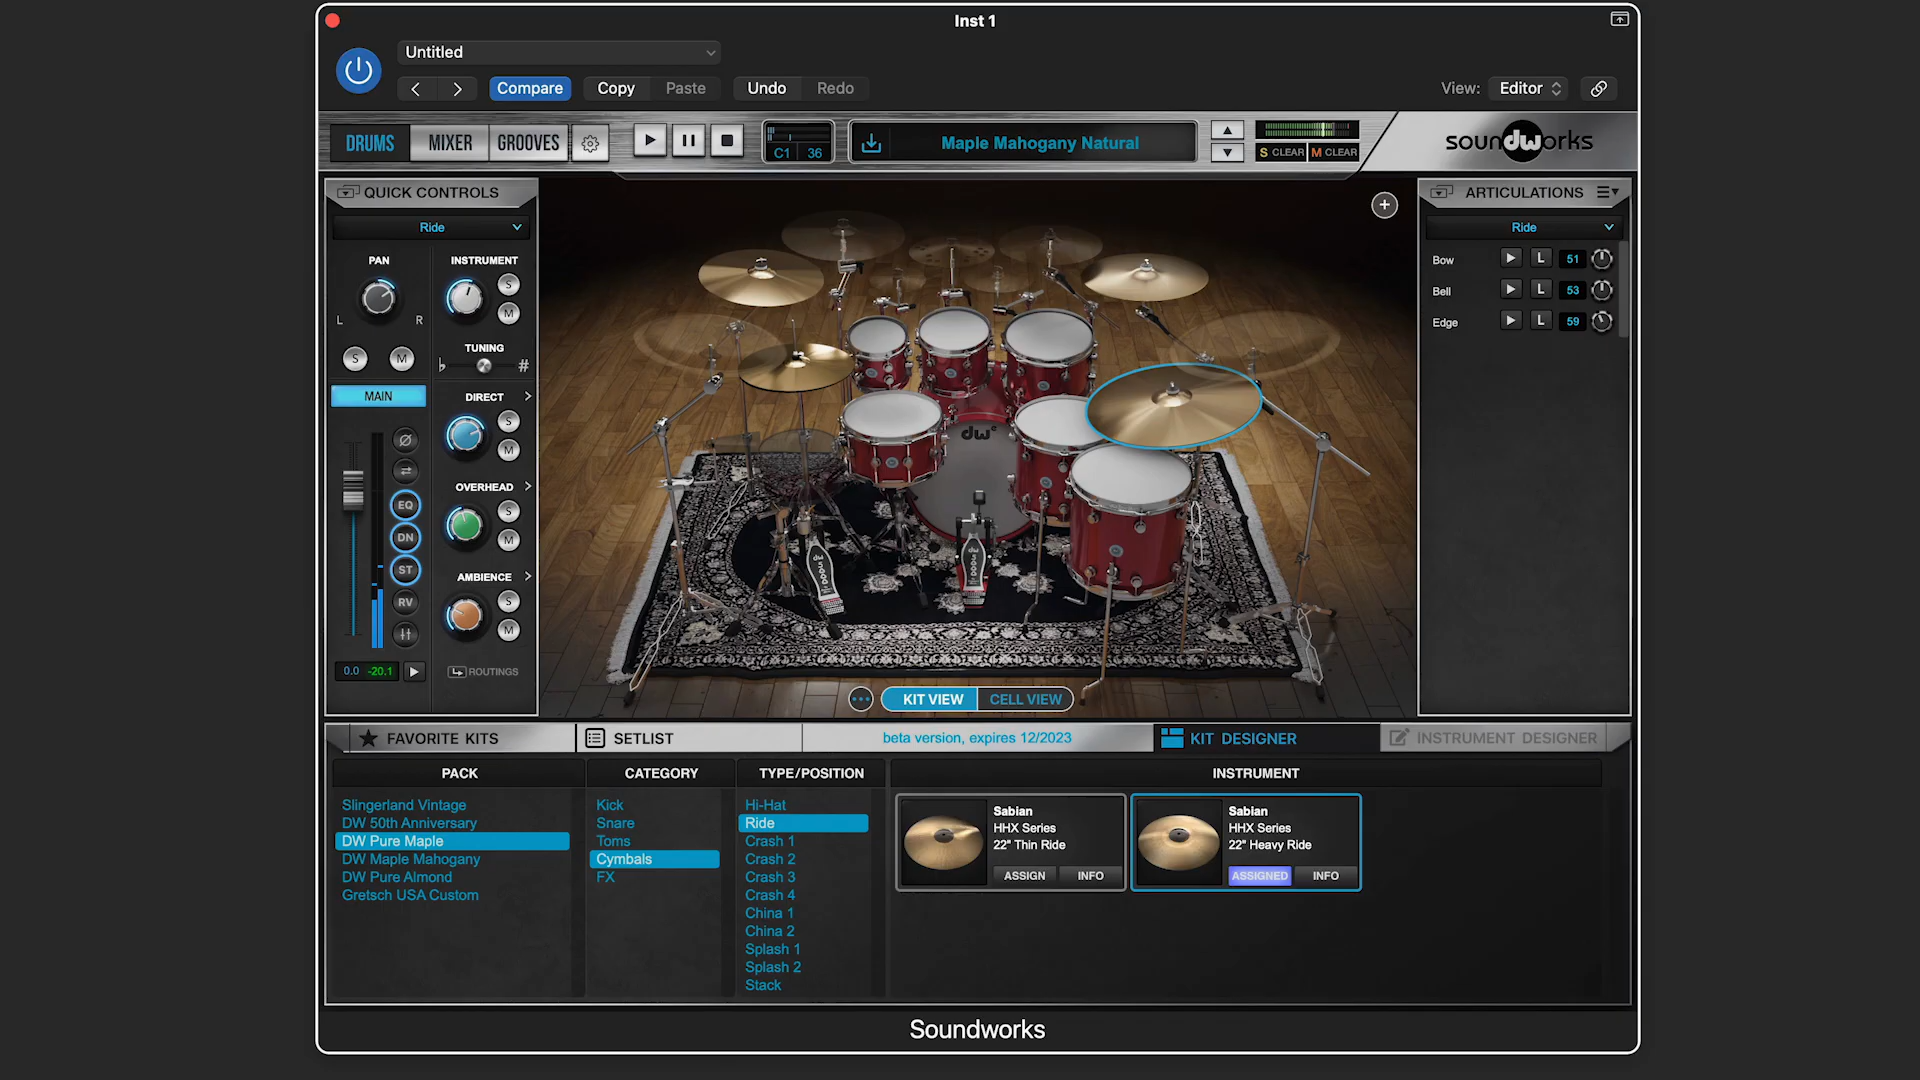 Inst 1
Untitled
Compare
Copy
Paste
Undo
Redo
View:
Editor
DRUMS
MIXER
GROOVES
C1 36
Maple Mahogany Natural
S CLEAR
M CLEAR
soundworks
QUICK CONTROLS
Ride
PAN
L R
S M
MAIN
EQ
DN
ST
RV
0.0 -20.1
INSTRUMENT
S
M
TUNING
♭ #
DIRECT >
S
M
OVERHEAD >
S
M
AMBIENCE >
S
M
ROUTINGS
dw
KIT VIEW
CELL VIEW
ARTICULATIONS
Ride
Bow L 51
Bell L 53
Edge L 59
FAVORITE KITS
SETLIST
beta version, expires 12/2023
KIT DESIGNER
INSTRUMENT DESIGNER
PACK
Slingerland Vintage
DW 50th Anniversary
DW Pure Maple
DW Maple Mahogany
DW Pure Almond
Gretsch USA Custom
CATEGORY
Kick
Snare
Toms
Cymbals
FX
TYPE/POSITION
Hi-Hat
Ride
Crash 1
Crash 2
Crash 3
Crash 4
China 1
China 2
Splash 1
Splash 2
Stack
INSTRUMENT
Sabian
HHX Series
22" Thin Ride
ASSIGN
INFO
Sabian
HHX Series
22" Heavy Ride
ASSIGNED
INFO
Soundworks